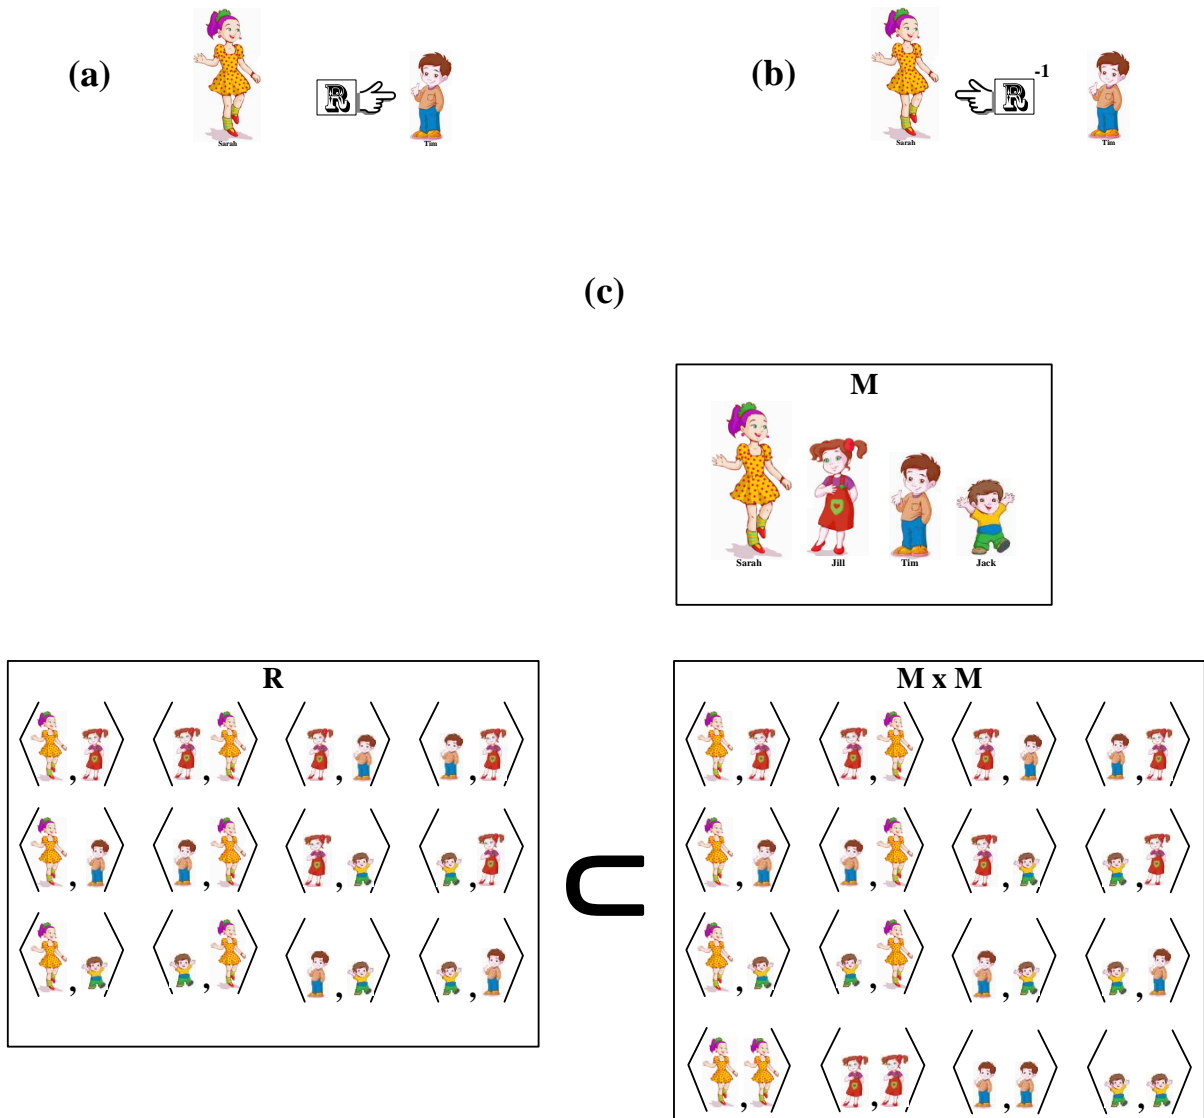 (a)
R
Sarah
Tim
(b)
R
-1
Sarah
Tim
(c)
M
Sarah
Jill
Tim
Jack
R
, , , ,
, , , ,
, , , ,
⊂
M x M
, , , ,
, , , ,
, , , ,
, , , ,